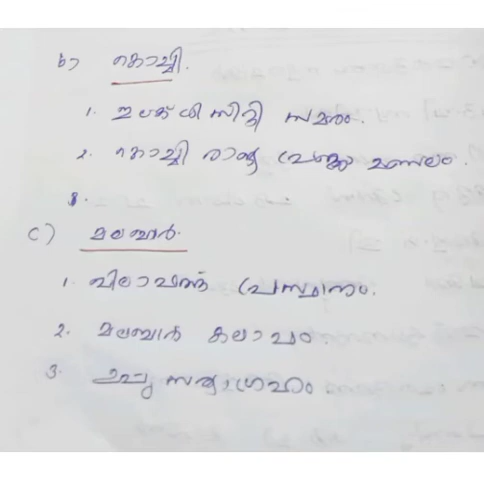 b) കൊച്ചി.
1. ഇലക്ട്രിസിറ്റി സമരം.
2. കൊച്ചി രാജ്യ പ്രജാ മണ്ഡലം.
3.
c) മലബാർ.
1. ഖിലാഫത്ത് പ്രസ്ഥാനം.
2. മലബാർ കലാപം.
3. ഉപ്പു സത്യാഗ്രഹം